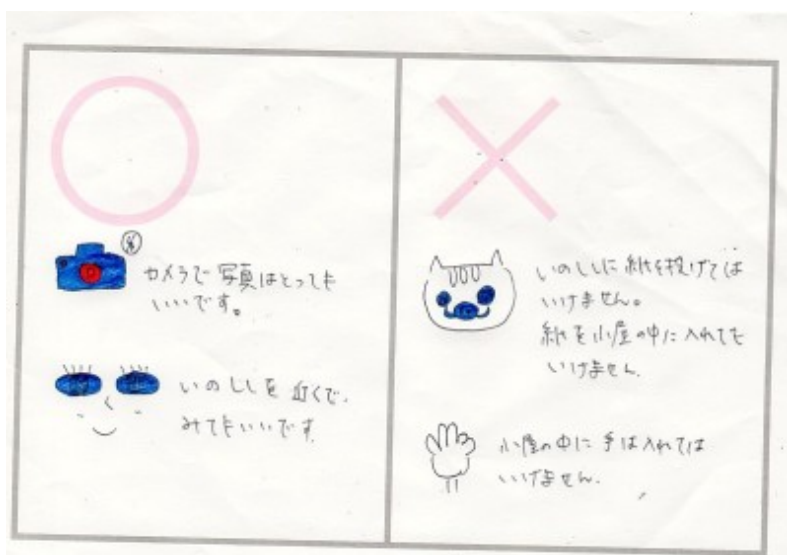 カメラで写真はとっても
いいです。
いのししを近くで、
みてもいいです
いのししに紙を投げては
いけません。
紙を小屋の中に入れても
いけません.
小屋の中に手は入れては
いけません.